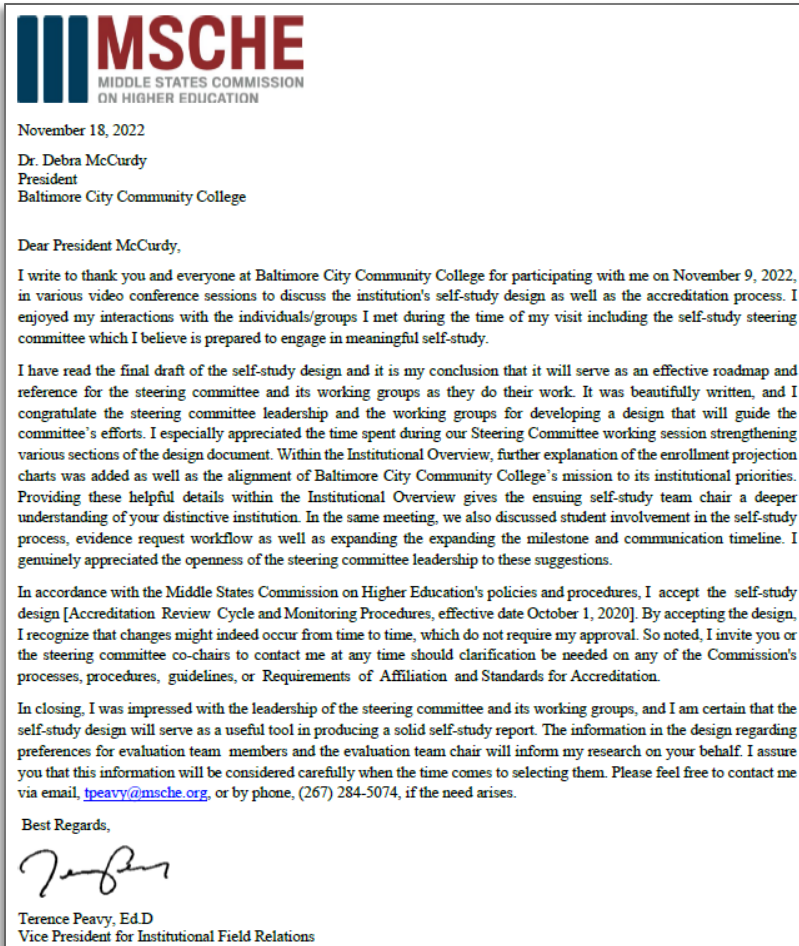 MSCHE
MIDDLE STATES COMMISSION
ON HIGHER EDUCATION
November 18, 2022
Dr. Debra McCurdy
President
Baltimore City Community College
Dear President McCurdy,
I write to thank you and everyone at Baltimore City Community College for participating with me on November 9, 2022,
in various video conference sessions to discuss the institution's self-study design as well as the accreditation process. I
enjoyed my interactions with the individuals/groups I met during the time of my visit including the self-study steering
committee which I believe is prepared to engage in meaningful self-study.
I have read the final draft of the self-study design and it is my conclusion that it will serve as an effective roadmap and
reference for the steering committee and its working groups as they do their work. It was beautifully written, and I
congratulate the steering committee leadership and the working groups for developing a design that will guide the
committee's efforts. I especially appreciated the time spent during our Steering Committee working session strengthening
various sections of the design document. Within the Institutional Overview, further explanation of the enrollment projection
charts was added as well as the alignment of Baltimore City Community College's mission to its institutional priorities.
Providing these helpful details within the Institutional Overview gives the ensuing self-study team chair a deeper
understanding of your distinctive institution. In the same meeting, we also discussed student involvement in the self-study
process, evidence request workflow as well as expanding the expanding the milestone and communication timeline. I
genuinely appreciated the openness of the steering committee leadership to these suggestions.
In accordance with the Middle States Commission on Higher Education's policies and procedures, I accept the self-study
design [Accreditation Review Cycle and Monitoring Procedures, effective date October 1, 2020]. By accepting the design,
I recognize that changes might indeed occur from time to time, which do not require my approval. So noted, I invite you or
the steering committee co-chairs to contact me at any time should clarification be needed on any of the Commission's
processes, procedures, guidelines, or Requirements of Affiliation and Standards for Accreditation.
In closing, I was impressed with the leadership of the steering committee and its working groups, and I am certain that the
self-study design will serve as a useful tool in producing a solid self-study report. The information in the design regarding
preferences for evaluation team members and the evaluation team chair will inform my research on your behalf. I assure
you that this information will be considered carefully when the time comes to selecting them. Please feel free to contact me
via email, tpeavy@msche.org, or by phone, (267) 284-5074, if the need arises.
Best Regards,
Terence Peavy, Ed.D
Vice President for Institutional Field Relations